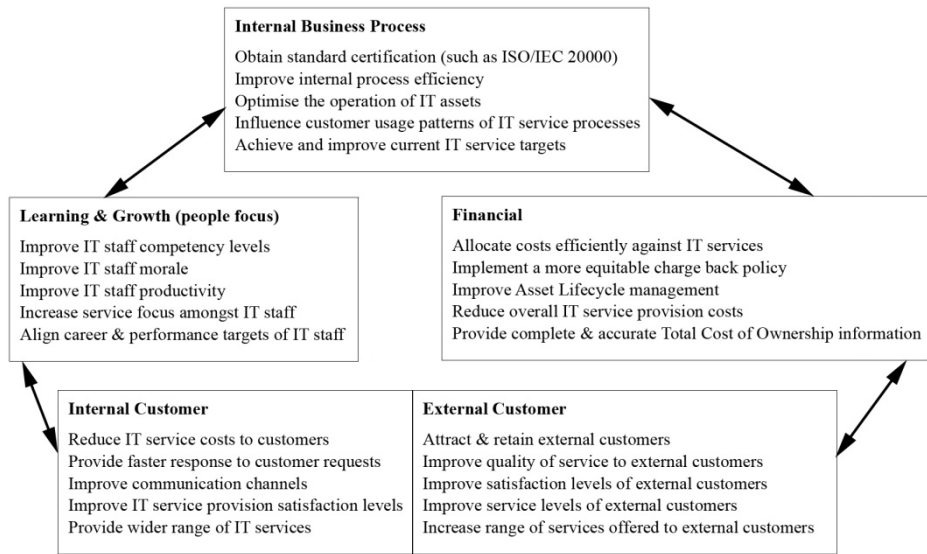 Internal Business Process
Obtain standard certification (such as ISO/IEC 20000)
Improve internal process efficiency
Optimise the operation of IT assets
Influence customer usage patterns of IT service processes
Achieve and improve current IT service targets
Learning & Growth (people focus)
Improve IT staff competency levels
Improve IT staff morale
Improve IT staff productivity
Increase service focus amongst IT staff
Align career & performance targets of IT staff
Financial
Allocate costs efficiently against IT services
Implement a more equitable charge back policy
Improve Asset Lifecycle management
Reduce overall IT service provision costs
Provide complete & accurate Total Cost of Ownership information
Internal Customer
Reduce IT service costs to customers
Provide faster response to customer requests
Improve communication channels
Improve IT service provision satisfaction levels
Provide wider range of IT services
External Customer
Attract & retain external customers
Improve quality of service to external customers
Improve satisfaction levels of external customers
Improve service levels of external customers
Increase range of services offered to external customers